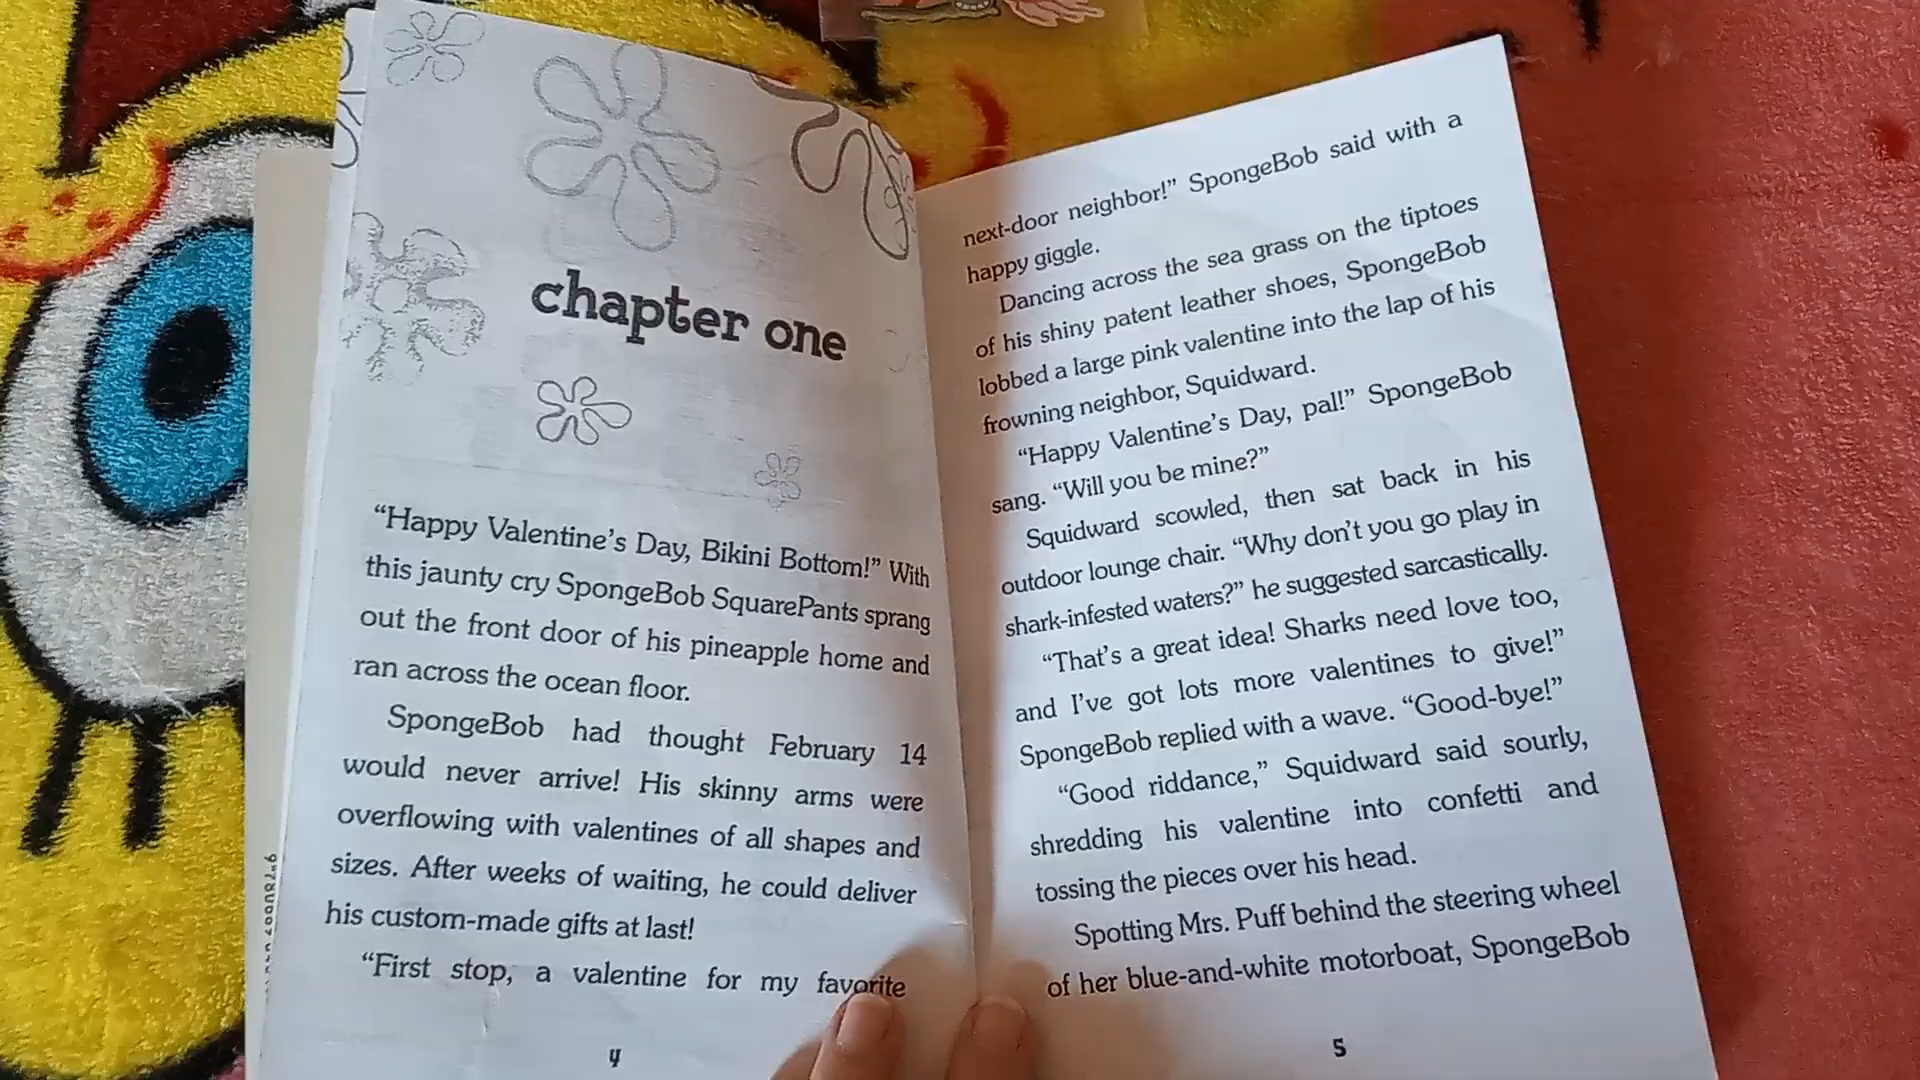 chapter one
“Happy Valentine’s Day, Bikini Bottom!” With
this jaunty cry SpongeBob SquarePants sprang
out the front door of his pineapple home and
ran across the ocean floor.
SpongeBob had thought February 14
would never arrive! His skinny arms were
overflowing with valentines of all shapes and
sizes. After weeks of waiting, he could deliver
his custom-made gifts at last!
“First stop, a valentine for my favorite
4
next-door neighbor!” SpongeBob said with a
happy giggle.
Dancing across the sea grass on the tiptoes
of his shiny patent leather shoes, SpongeBob
lobbed a large pink valentine into the lap of his
frowning neighbor, Squidward.
“Happy Valentine’s Day, pal!” SpongeBob
sang. “Will you be mine?”
Squidward scowled, then sat back in his
outdoor lounge chair. “Why don’t you go play in
shark-infested waters?” he suggested sarcastically.
“That’s a great idea! Sharks need love too,
and I’ve got lots more valentines to give!”
SpongeBob replied with a wave. “Good-bye!”
“Good riddance,” Squidward said sourly,
shredding his valentine into confetti and
tossing the pieces over his head.
Spotting Mrs. Puff behind the steering wheel
of her blue-and-white motorboat, SpongeBob
5